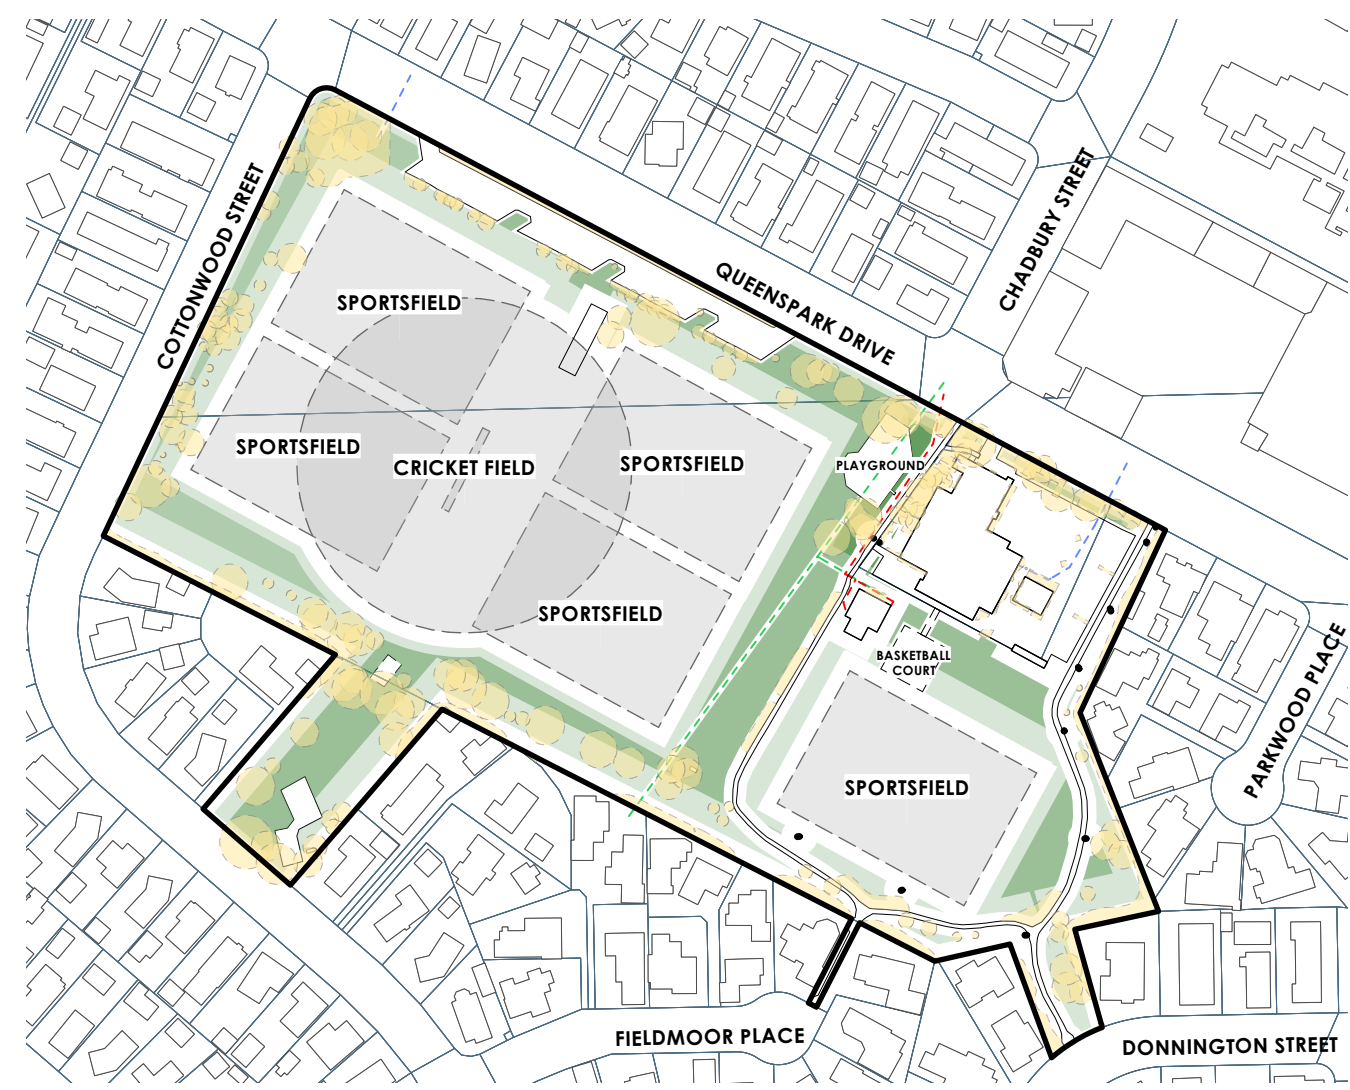 COTTONWOOD STREET
QUEENSPARK DRIVE
CHADBURY STREET
SPORTSFIELD
SPORTSFIELD
CRICKET FIELD
SPORTSFIELD
PLAYGROUND
SPORTSFIELD
BASKETBALL
COURT
PARKWOOD PLACE
SPORTSFIELD
FIELDMOOR PLACE
DONNINGTON STREET